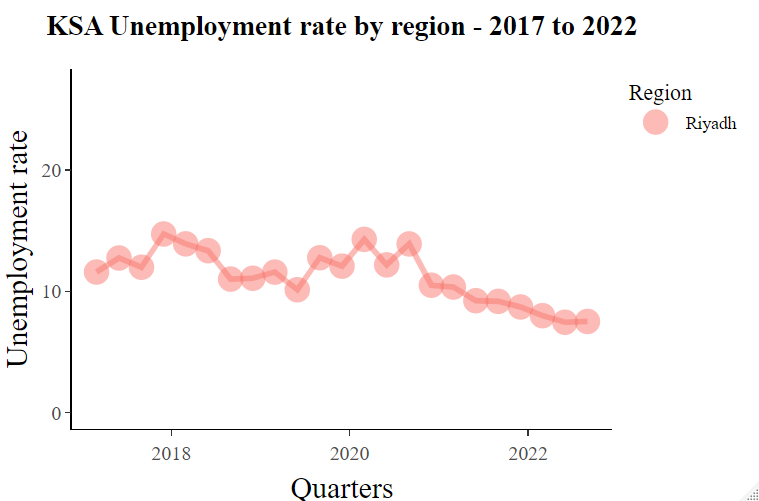 KSA Unemployment rate by region - 2017 to 2022
Unemployment rate
20
10
0
2018
2020
2022
Quarters
Region
Riyadh